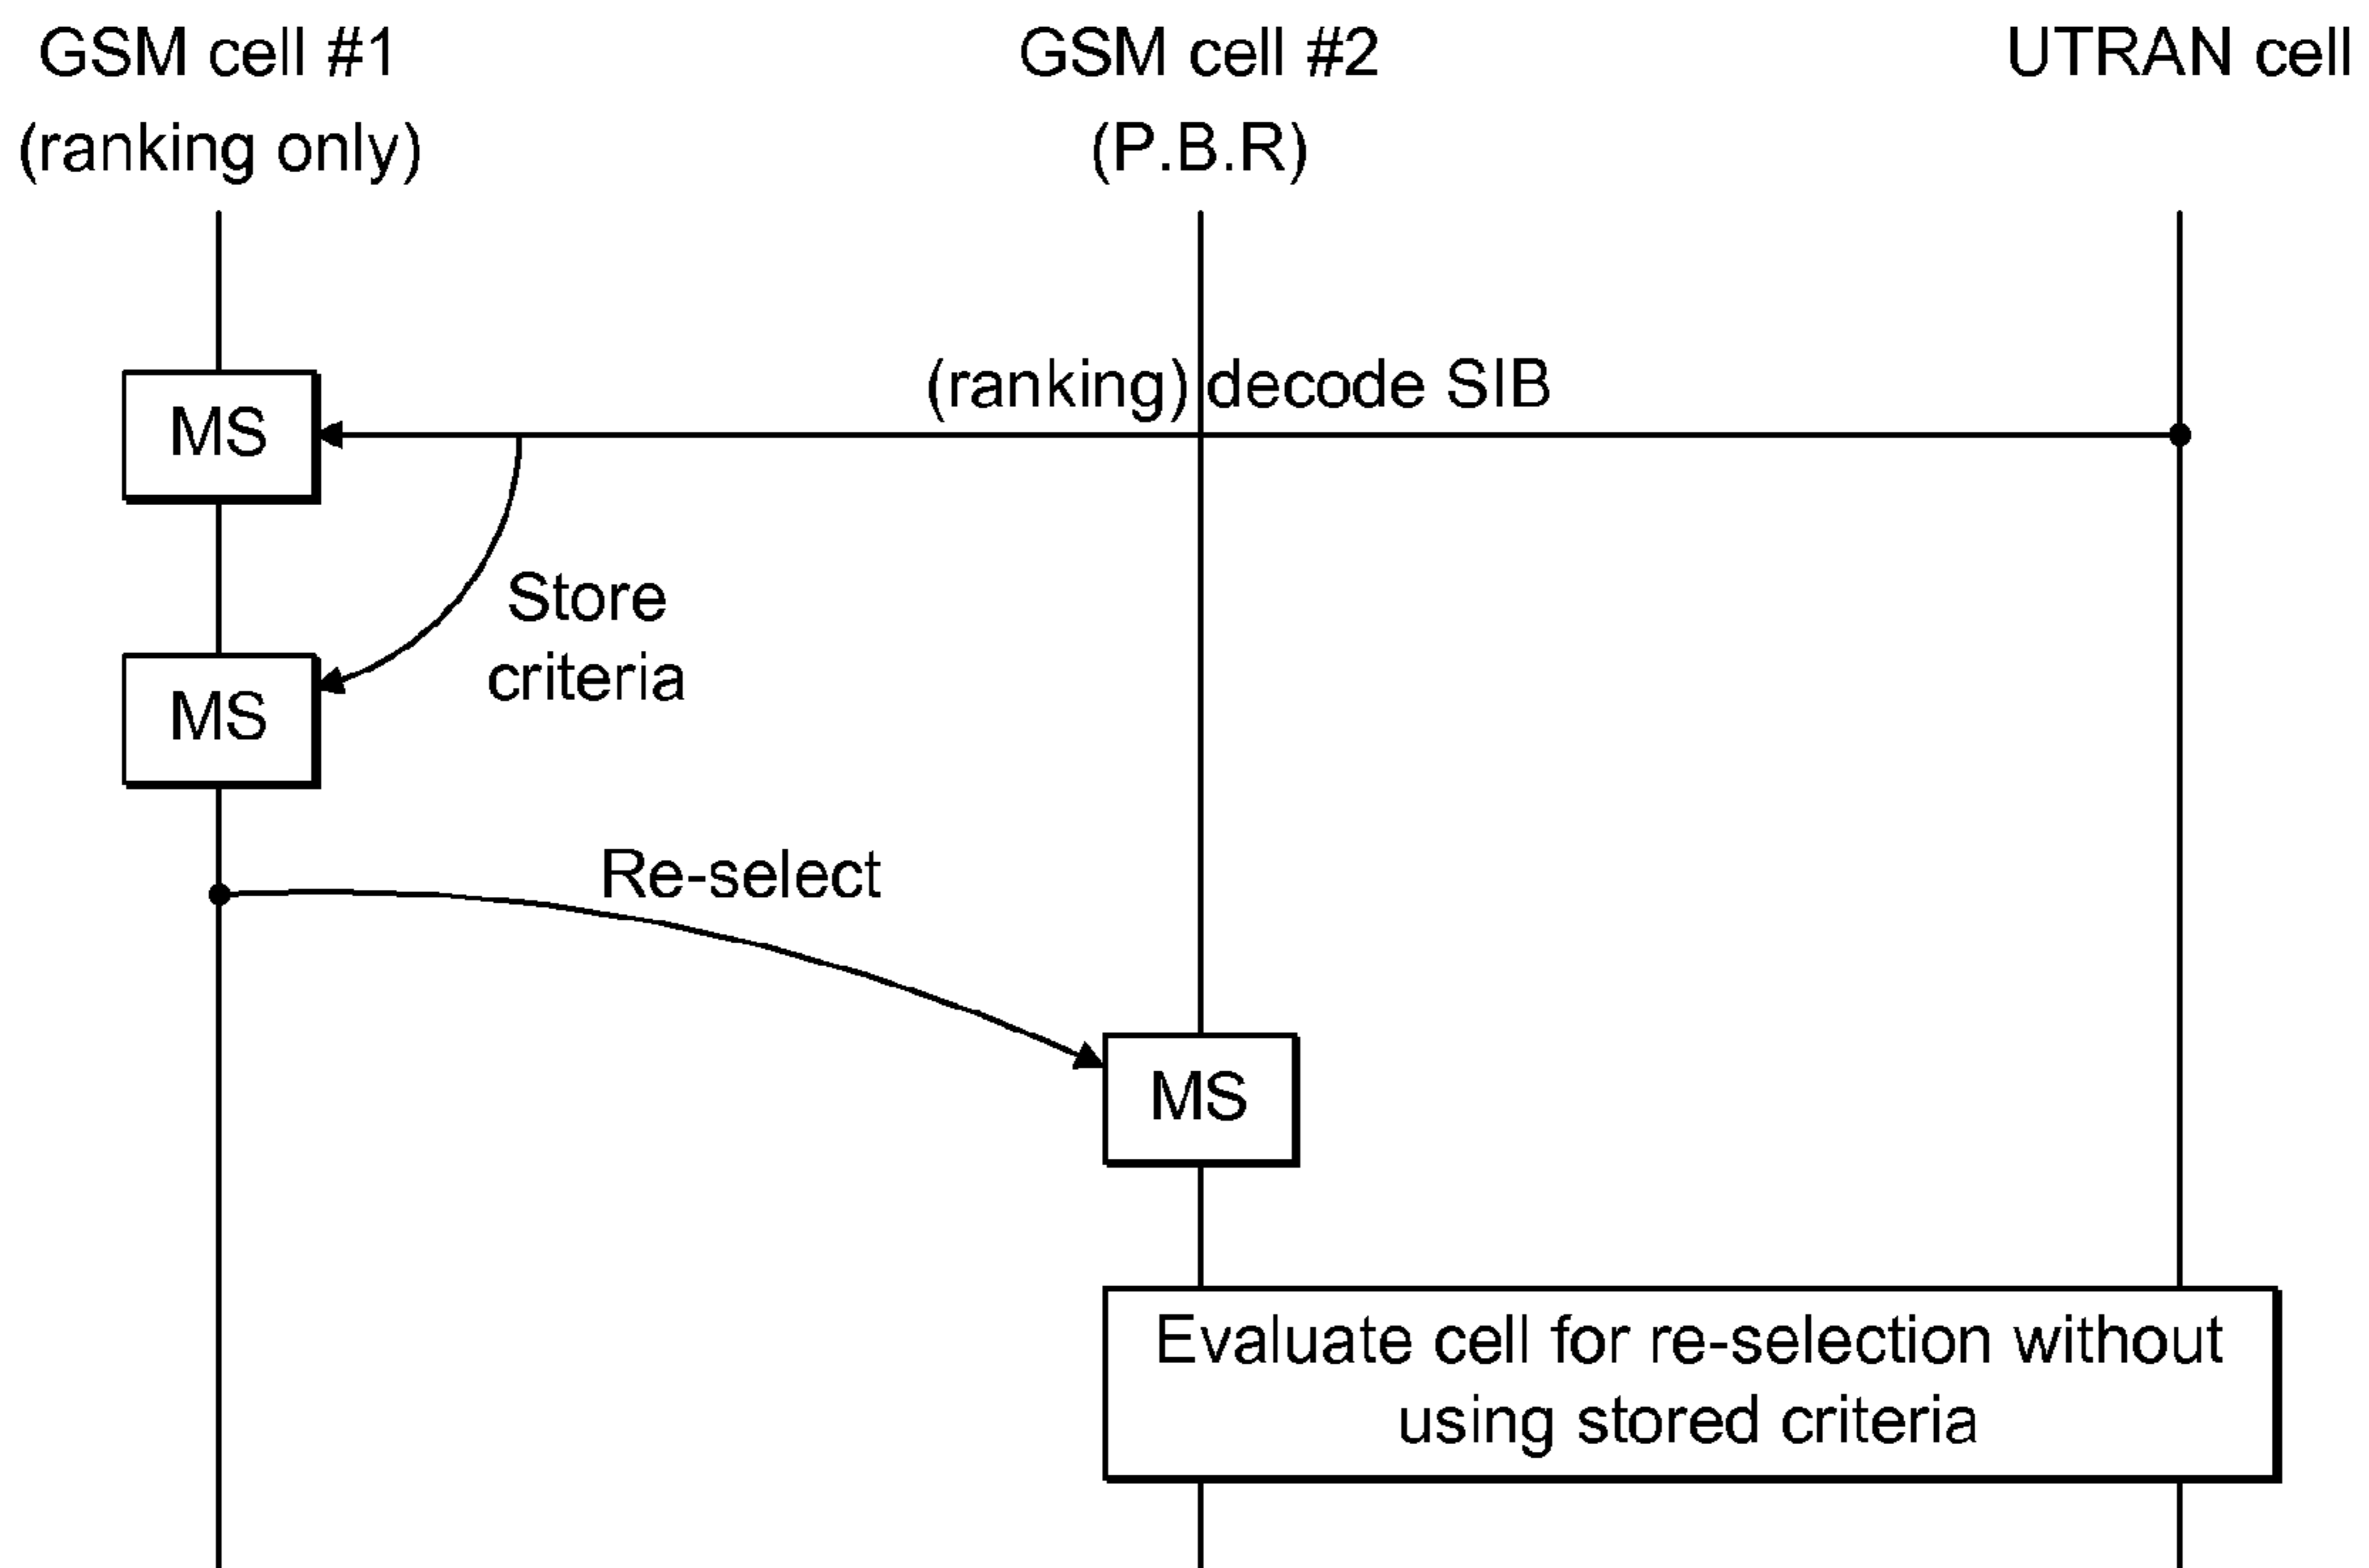 GSM cell #1
(ranking only)
GSM cell #2
(P.B.R)
UTRAN cell
(ranking) decode SIB
MS
Store
criteria
MS
Re-select
MS
Evaluate cell for re-selection without
using stored criteria